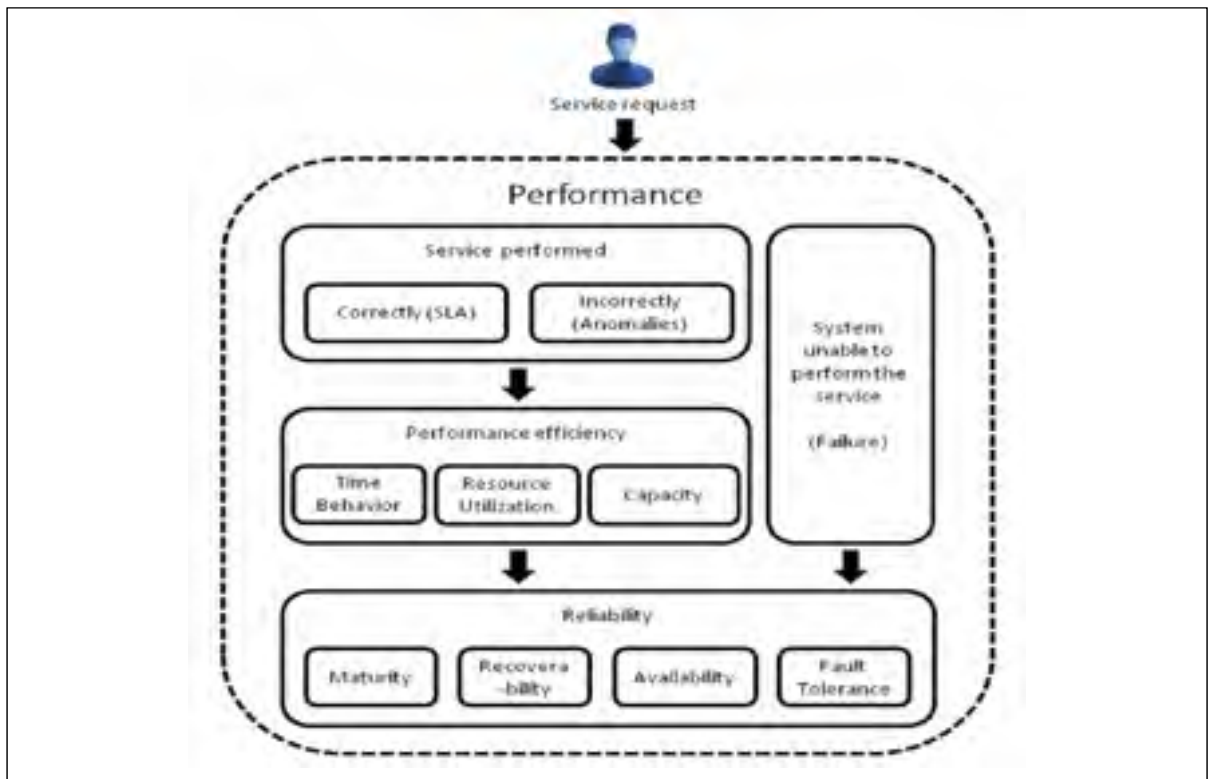 Service request
Performance
Service performed
Correctly (SLA)
Incorrectly
(Anomalies)
System
unable to
perform the
service
(Failure)
Performance efficiency
Time
Behavior
Resource
Utilization
Capacity
Reliability
Maturity
Recovera
-bility
Availability
Fault
Tolerance